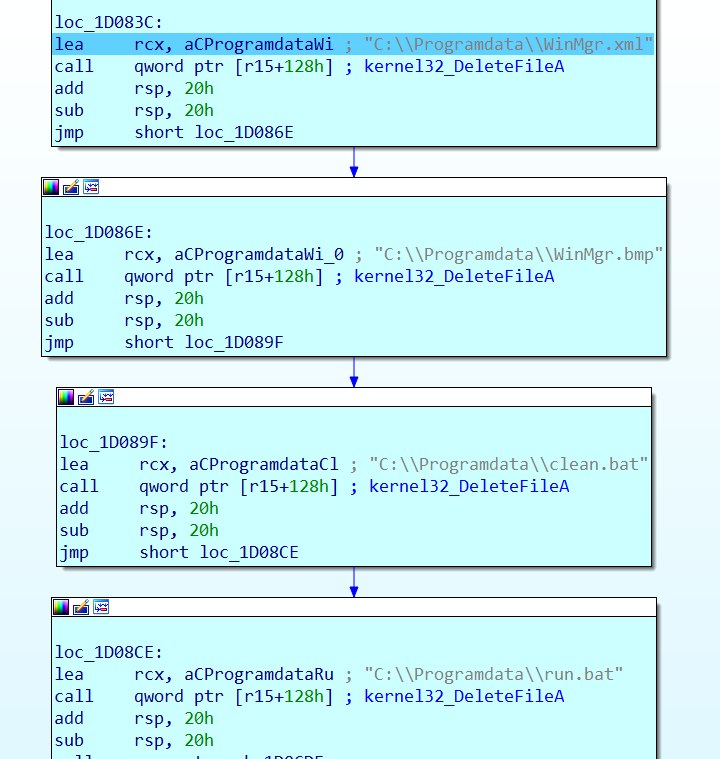 loc_1D083C:
lea rcx, aCProgramdataWi ; "C:\\Programdata\\WinMgr.xml"
call qword ptr [r15+128h] ; kernel32_DeleteFileA
add rsp, 20h
sub rsp, 20h
jmp short loc_1D086E
loc_1D086E:
lea rcx, aCProgramdataWi_0 ; "C:\\Programdata\\WinMgr.bmp"
call qword ptr [r15+128h] ; kernel32_DeleteFileA
add rsp, 20h
sub rsp, 20h
jmp short loc_1D089F
loc_1D089F:
lea rcx, aCProgramdataCl ; "C:\\Programdata\\clean.bat"
call qword ptr [r15+128h] ; kernel32_DeleteFileA
add rsp, 20h
sub rsp, 20h
jmp short loc_1D08CE
loc_1D08CE:
lea rcx, aCProgramdataRu ; "C:\\Programdata\\run.bat"
call qword ptr [r15+128h] ; kernel32_DeleteFileA
add rsp, 20h
sub rsp, 20h